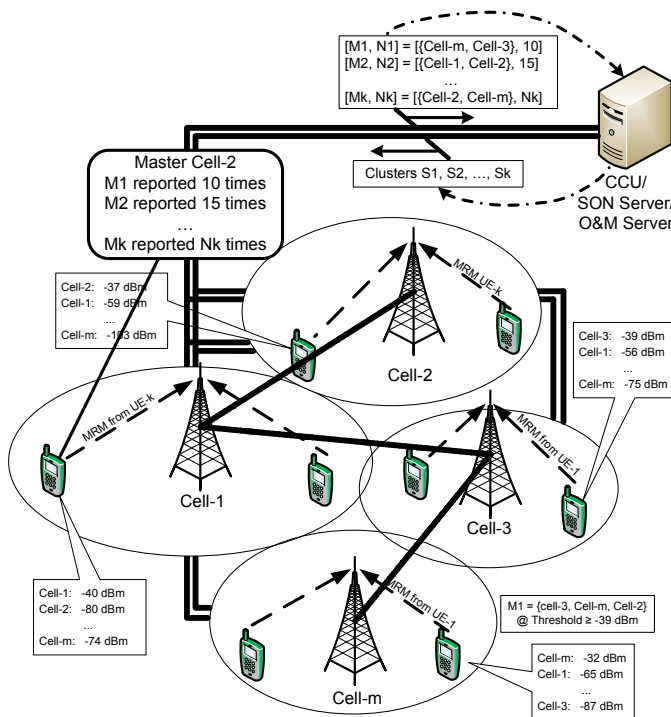 [M1, N1] = [{Cell-m, Cell-3}, 10]
[M2, N2] = [{Cell-1, Cell-2}, 15]
...
[Mk, Nk] = [{Cell-2, Cell-m}, Nk]
Clusters S1, S2, ..., Sk
CCU/
SON Server/
O&M Server
Master Cell-2
M1 reported 10 times
M2 reported 15 times
...
Mk reported Nk times
Cell-2: -37 dBm
Cell-1: -59 dBm
...
Cell-m: -103 dBm
MRM UE-k
Cell-2
Cell-3: -39 dBm
Cell-1: -56 dBm
...
Cell-m: -75 dBm
MRM from UE-k
Cell-1
MRM from UE-1
Cell-3
Cell-1: -40 dBm
Cell-2: -80 dBm
...
Cell-m: -74 dBm
MRM from UE-1
Cell-m
M1 = {cell-3, Cell-m, Cell-2}
@ Threshold ≥ -39 dBm
Cell-m: -32 dBm
Cell-1: -65 dBm
...
Cell-3: -87 dBm